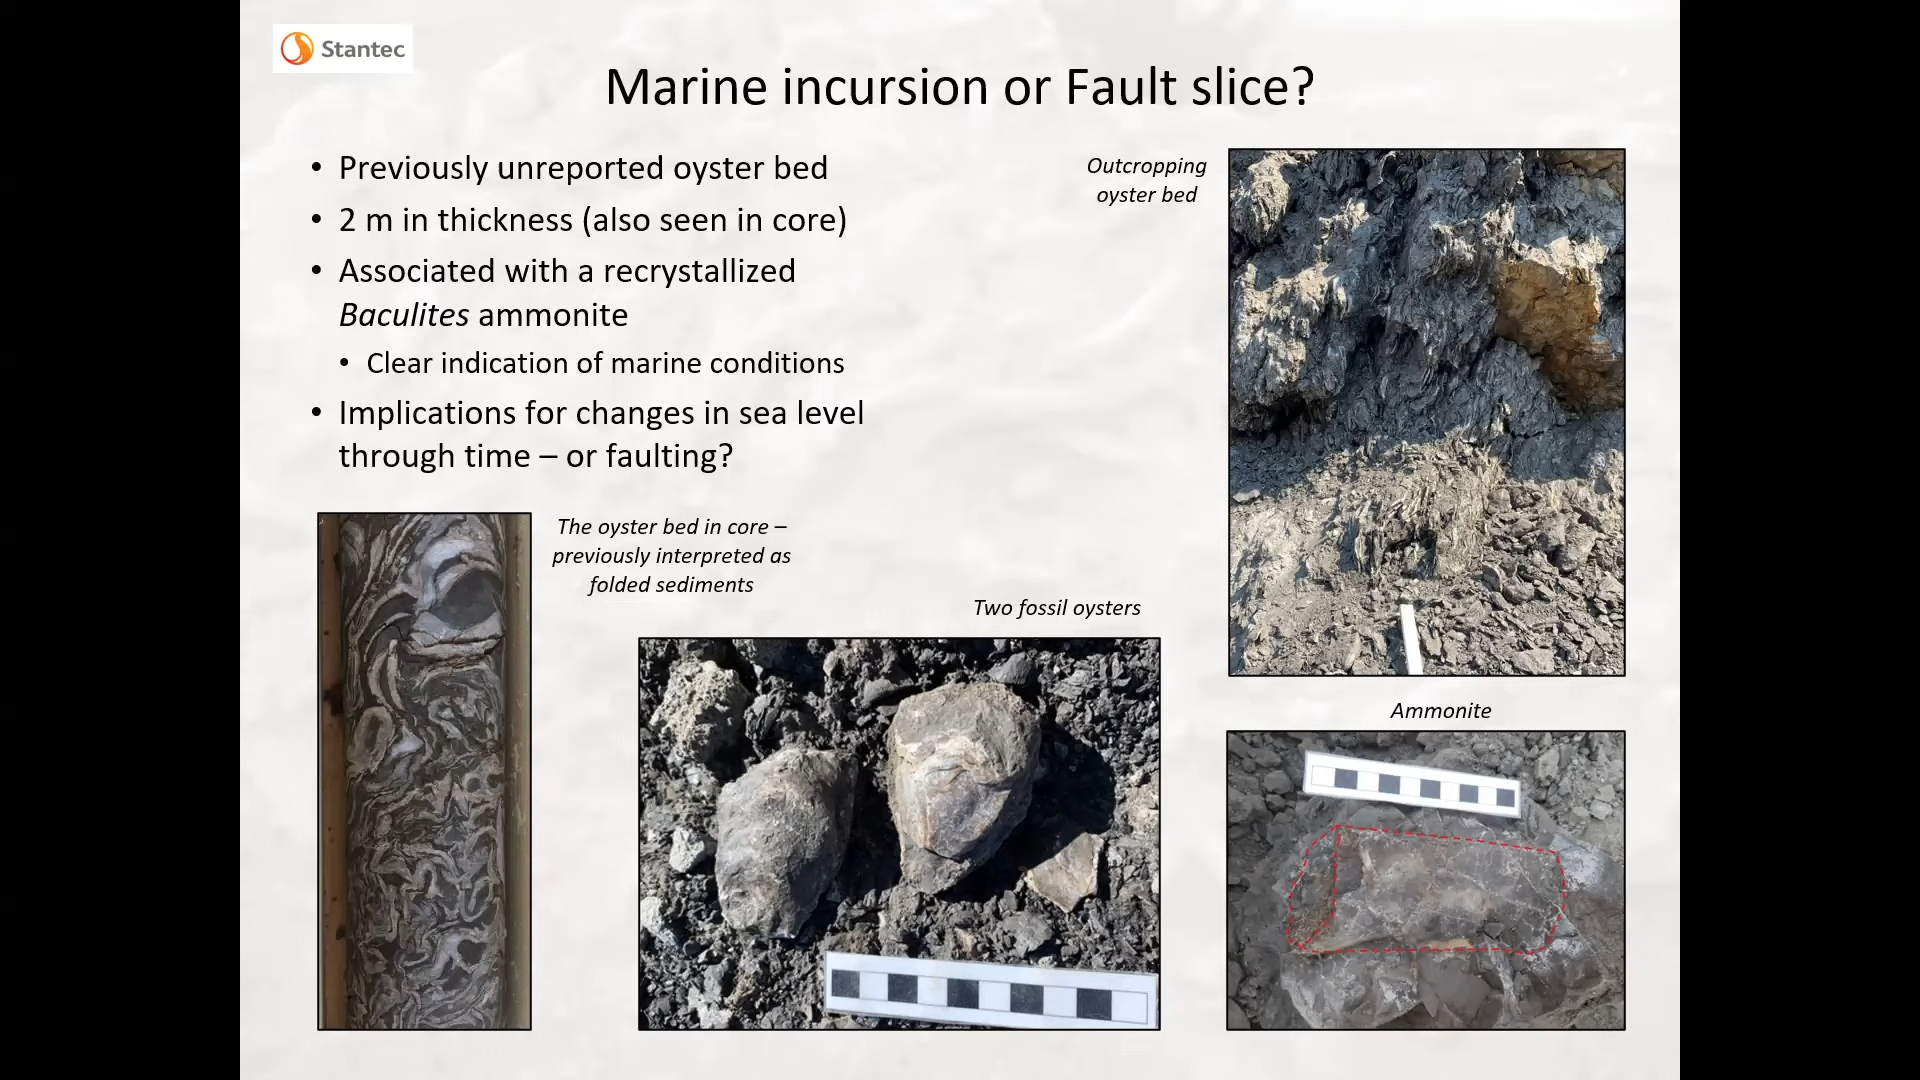 Stantec
Marine incursion or Fault slice?
• Previously unreported oyster bed
• 2 m in thickness (also seen in core)
• Associated with a recrystallized
Baculites ammonite
• Clear indication of marine conditions
• Implications for changes in sea level
through time – or faulting?
Outcropping
oyster bed
The oyster bed in core –
previously interpreted as
folded sediments
Two fossil oysters
Ammonite